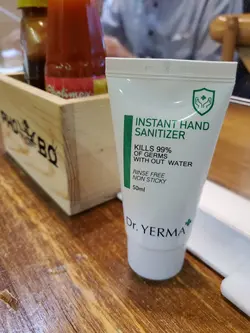 INSTANT HAND
SANITIZER
KILLS 99%
OF GERMS
WITH OUT WATER
RINSE FREE
NON STICKY
50ml
Dr. YERMA